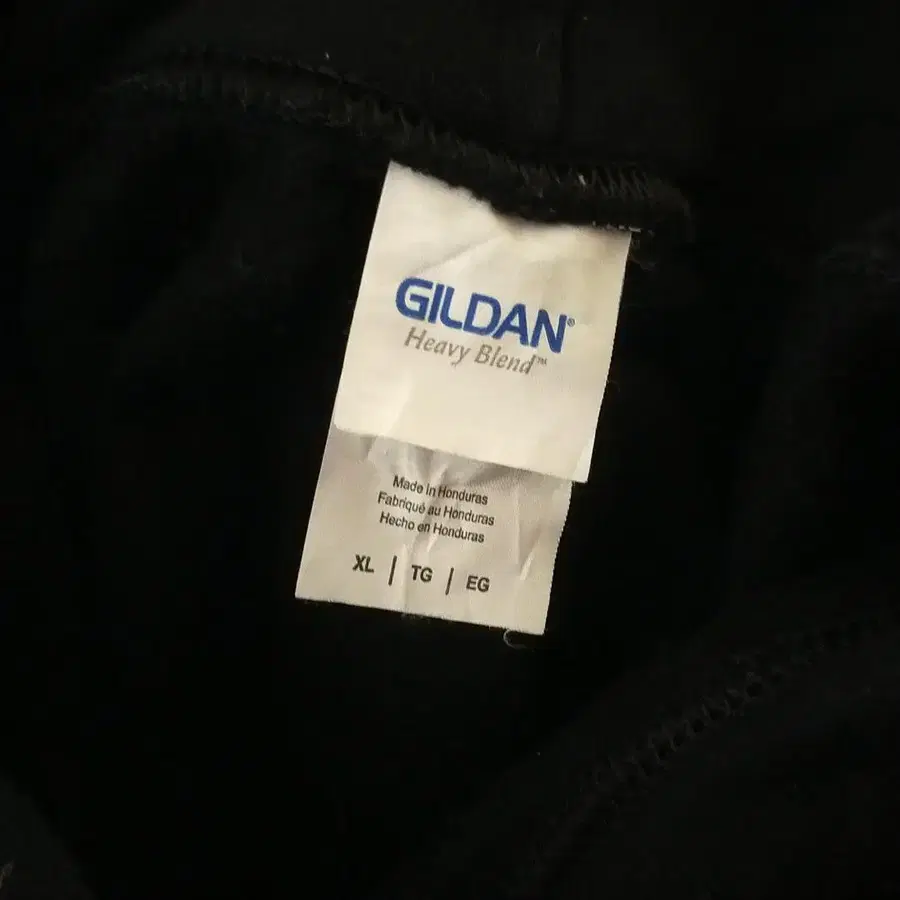 GILDAN®
Heavy Blend™
Made in Honduras
Fabriqué au Honduras
Hecho en Honduras
XL | TG | EG